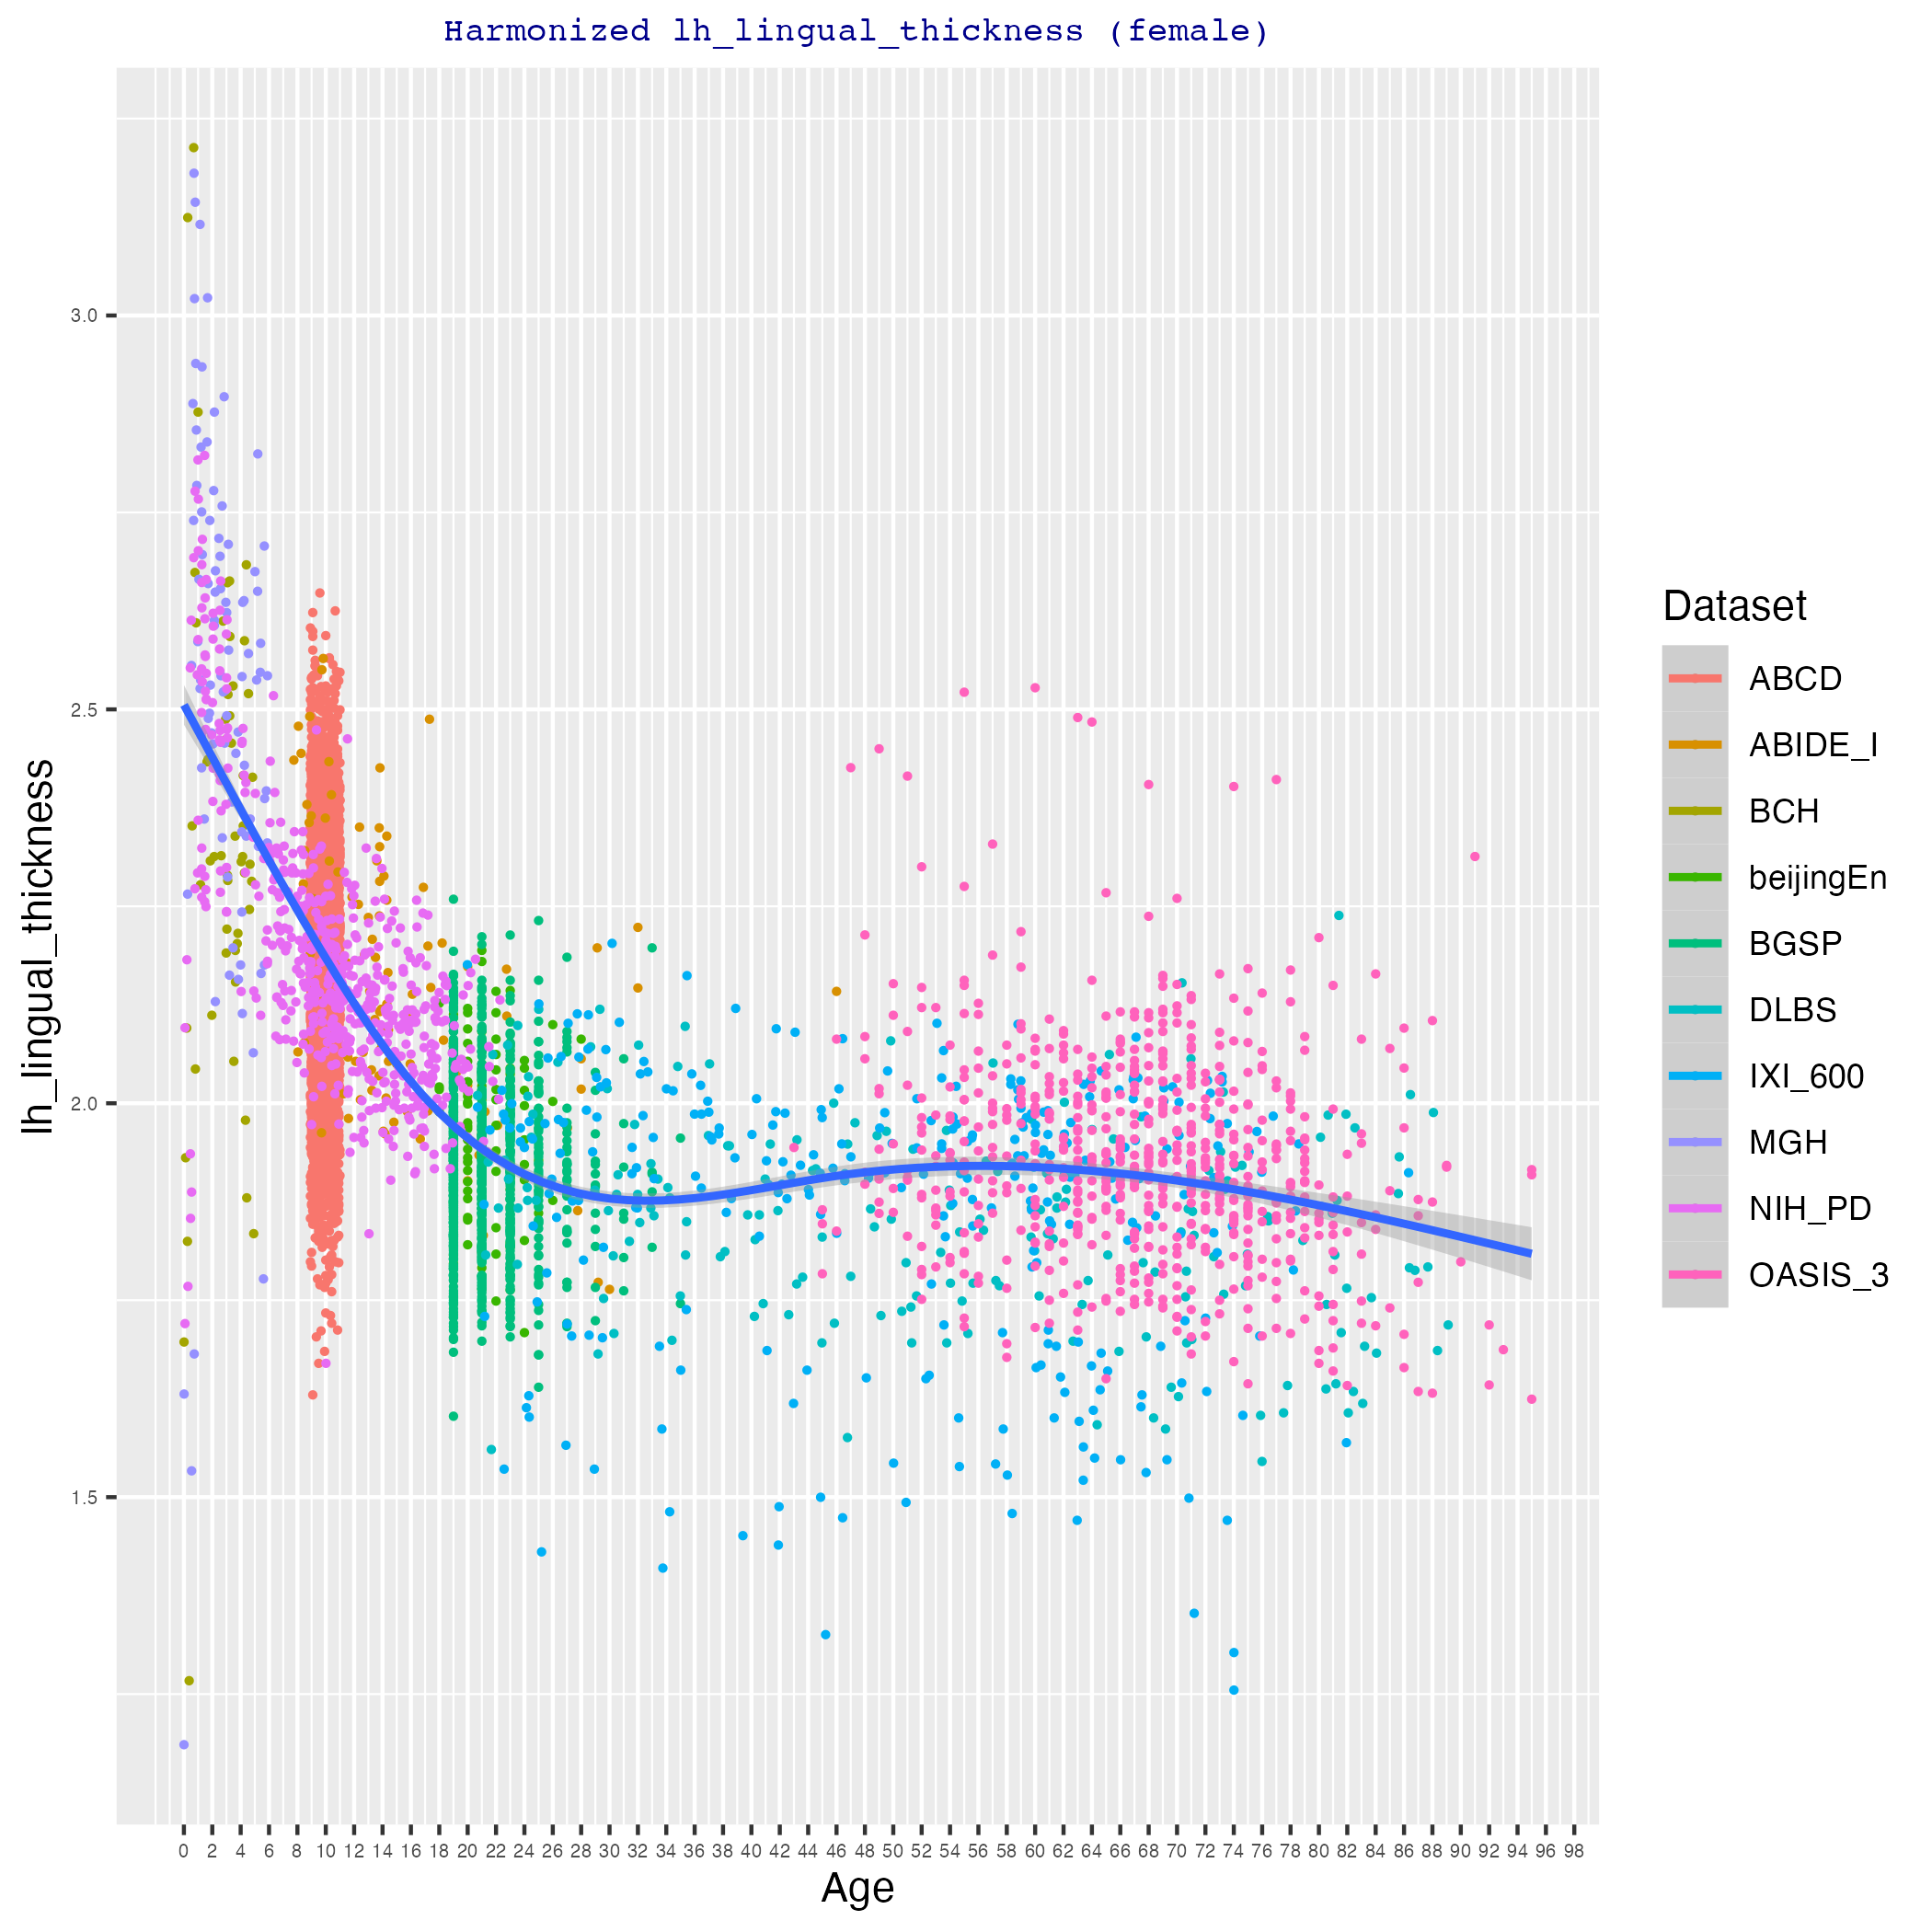 Harmonized lh_lingual_thickness (female)
lh_lingual_thickness
3.0
2.5
2.0
1.5
0 2 4 6 8 10 12 14 16 18 20 22 24 26 28 30 32 34 36 38 40 42 44 46 48 50 52 54 56 58 60 62 64 66 68 70 72 74 76 78 80 82 84 86 88 90 92 94 96 98
Age
Dataset
ABCD
ABIDE_I
BCH
beijingEn
BGSP
DLBS
IXI_600
MGH
NIH_PD
OASIS_3